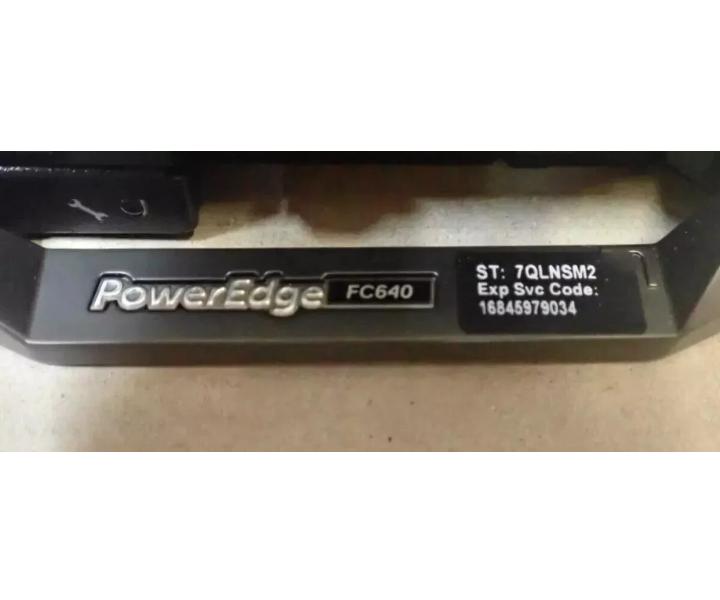 PowerEdge FC640
ST: 7QLNSM2
Exp Svc Code:
16845979034